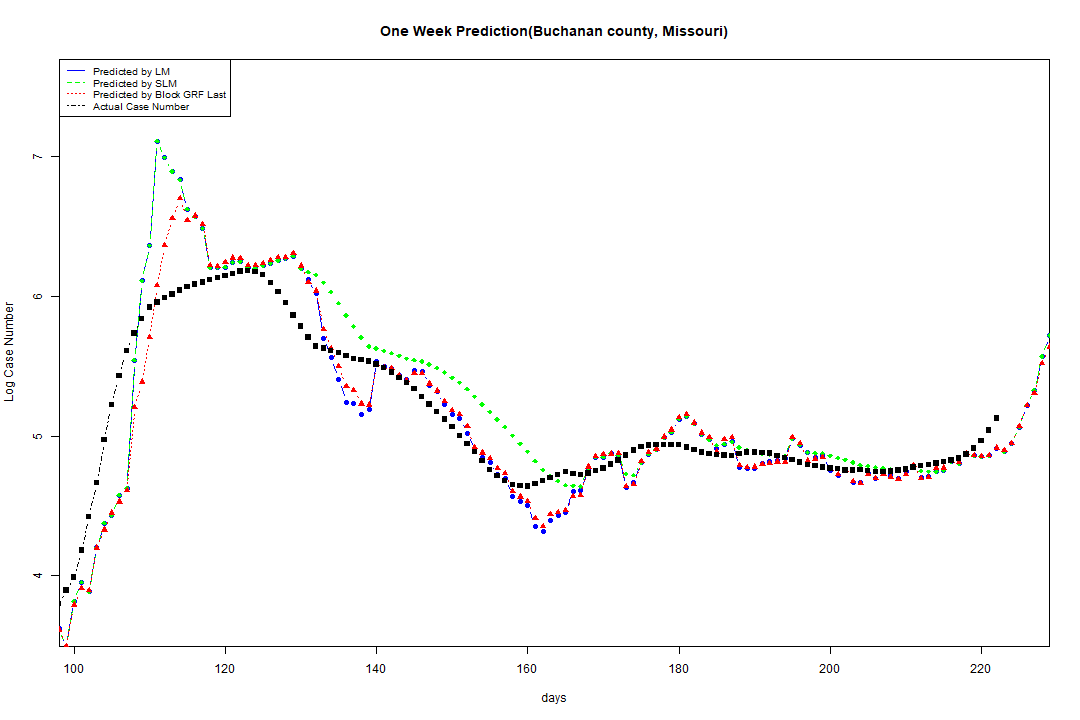 One Week Prediction(Buchanan county, Missouri)
Predicted by LM
Predicted by SLM
Predicted by Block GRF Last
Actual Case Number
7
6
5
4
Log Case Number
100 120 140 160 180 200 220
days